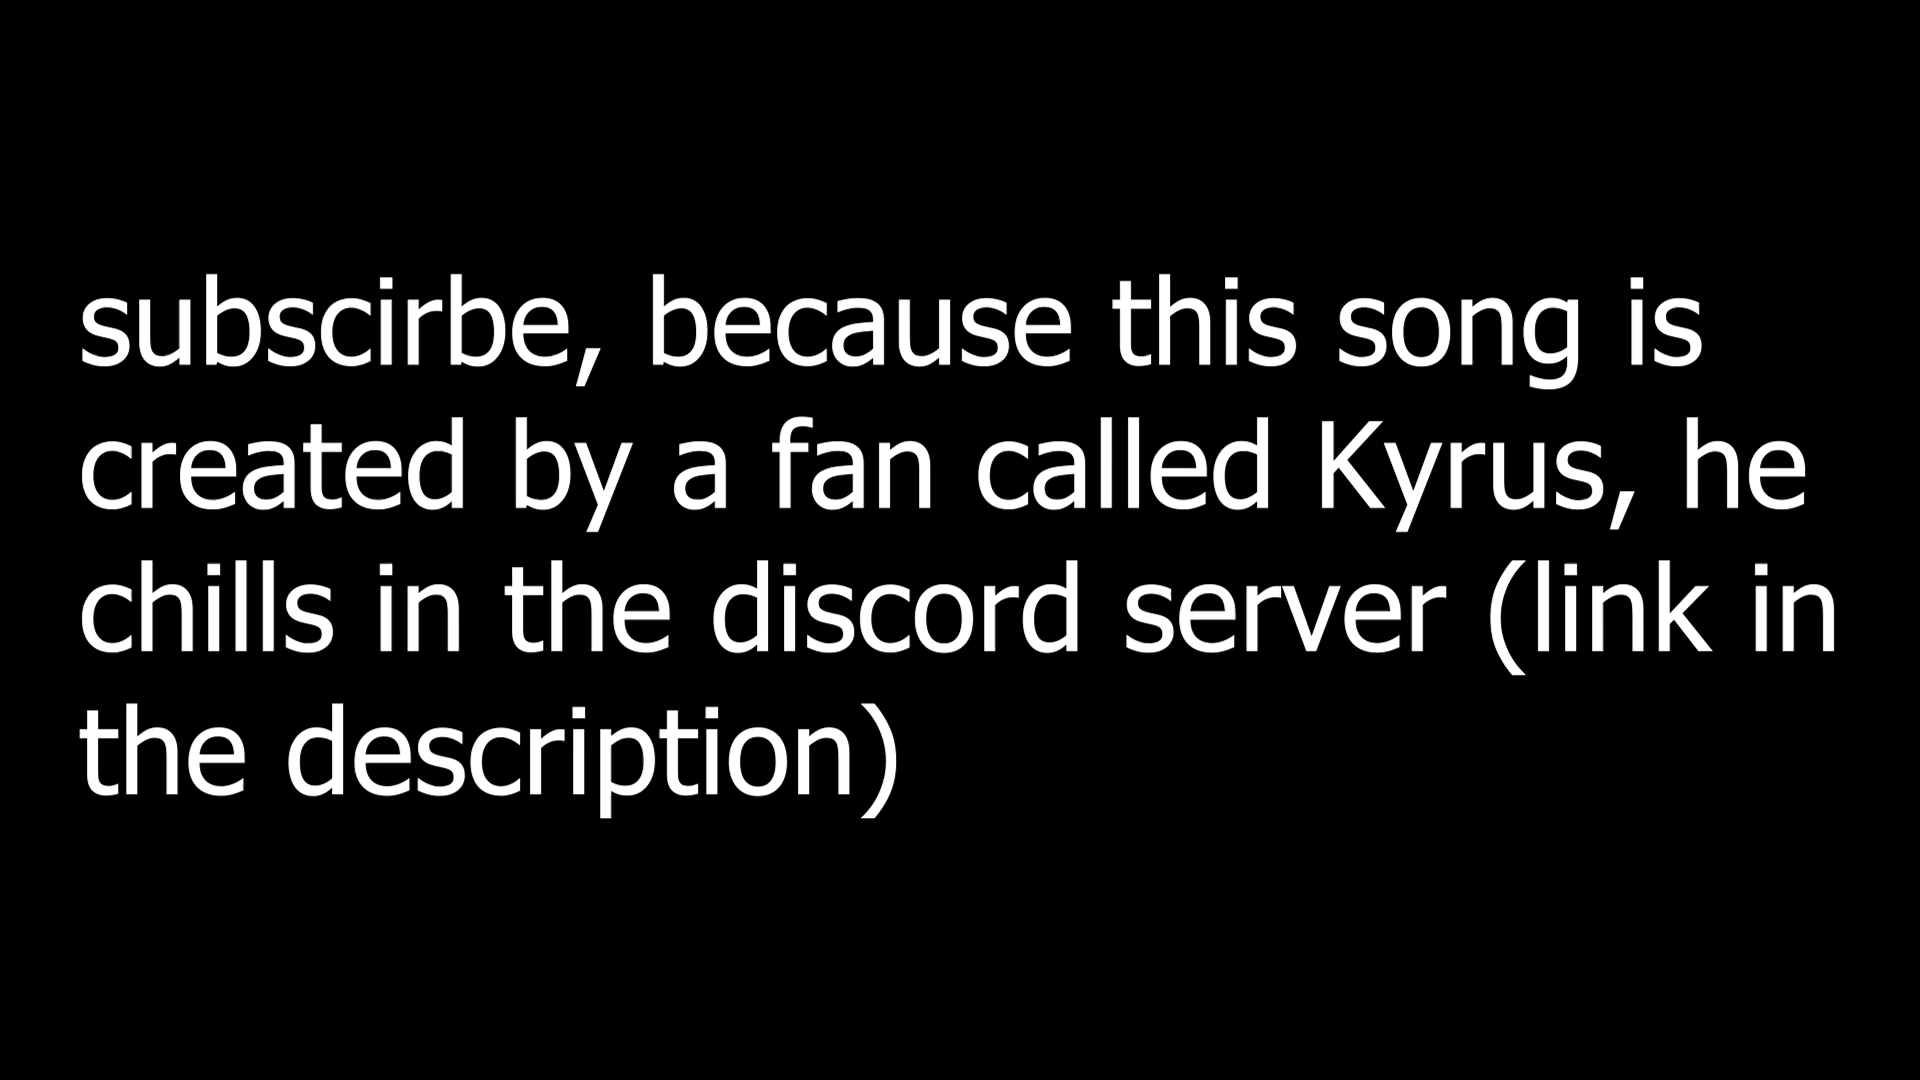 subscirbe, because this song is
created by a fan called Kyrus, he
chills in the discord server (link in
the description)